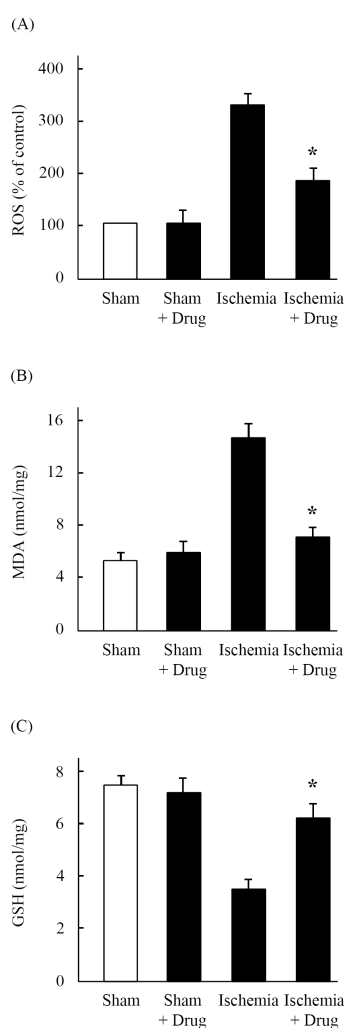 (A)
400
300
200
100
0
ROS (% of control)
*
Sham Sham Ischemia Ischemia
+ Drug + Drug
(B)
16
12
8
4
0
MDA (nmol/mg)
*
Sham Sham Ischemia Ischemia
+ Drug + Drug
(C)
8
6
4
2
0
GSH (nmol/mg)
*
Sham Sham Ischemia Ischemia
+ Drug + Drug